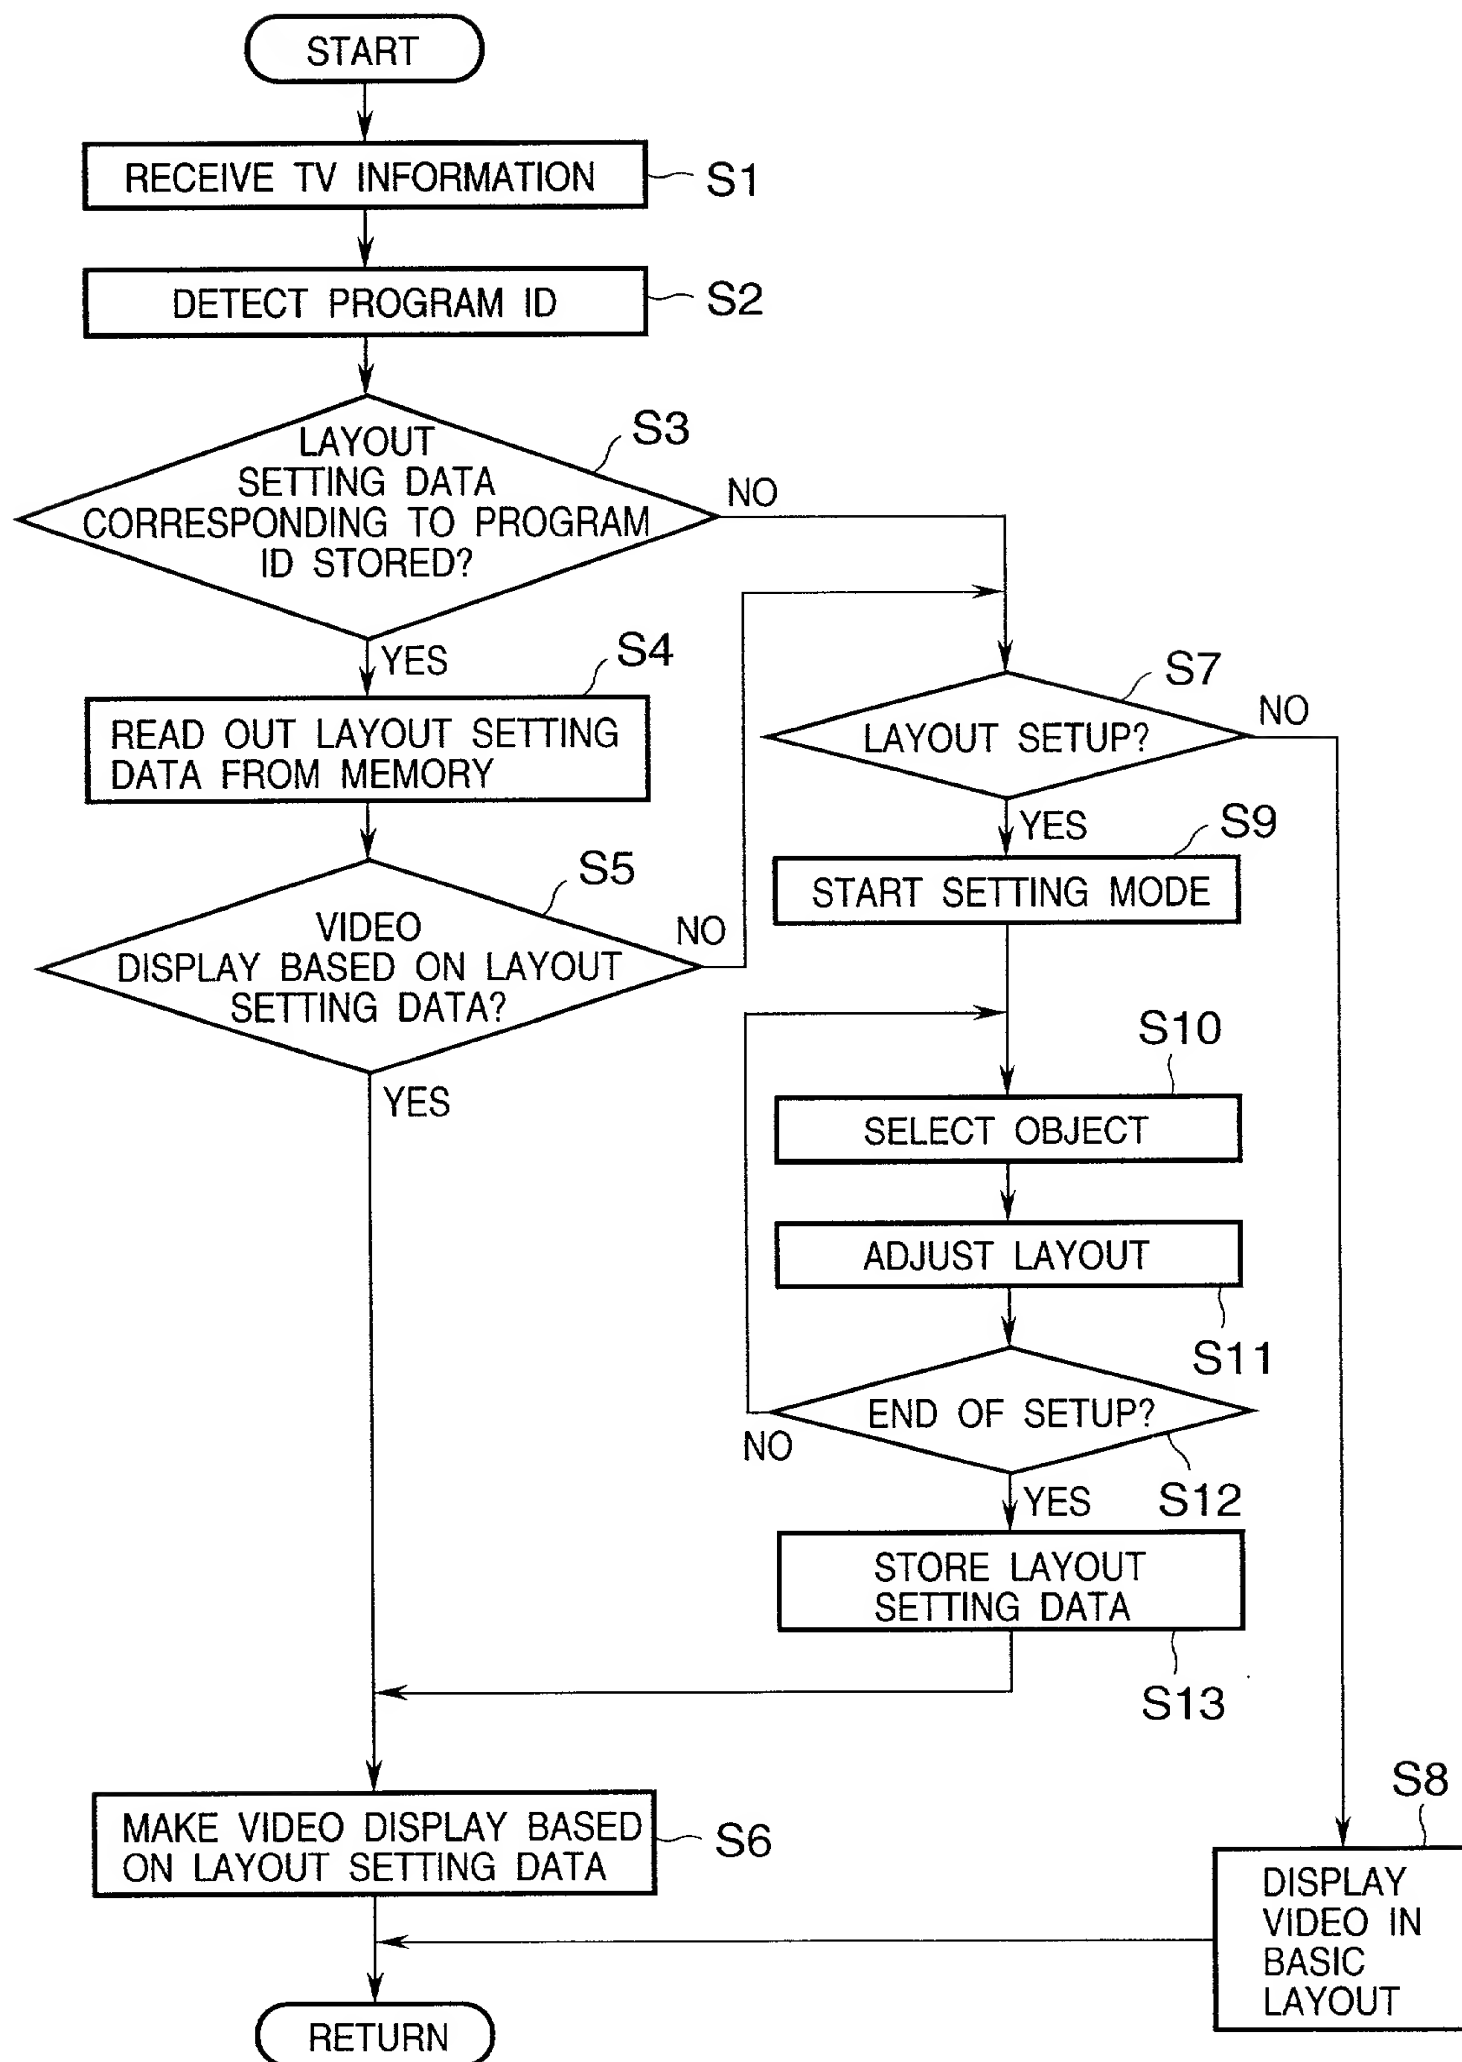 START
RECEIVE TV INFORMATION
S1
DETECT PROGRAM ID
S2
S3
LAYOUT
SETTING DATA
CORRESPONDING TO PROGRAM
ID STORED?
NO
YES
S4
READ OUT LAYOUT SETTING
DATA FROM MEMORY
S5
VIDEO
DISPLAY BASED ON LAYOUT
SETTING DATA?
NO
YES
S7
LAYOUT SETUP?
NO
YES
S9
START SETTING MODE
S10
SELECT OBJECT
ADJUST LAYOUT
S11
END OF SETUP?
NO
S12
YES
STORE LAYOUT
SETTING DATA
S13
MAKE VIDEO DISPLAY BASED
ON LAYOUT SETTING DATA
S6
S8
DISPLAY
VIDEO IN
BASIC
LAYOUT
RETURN